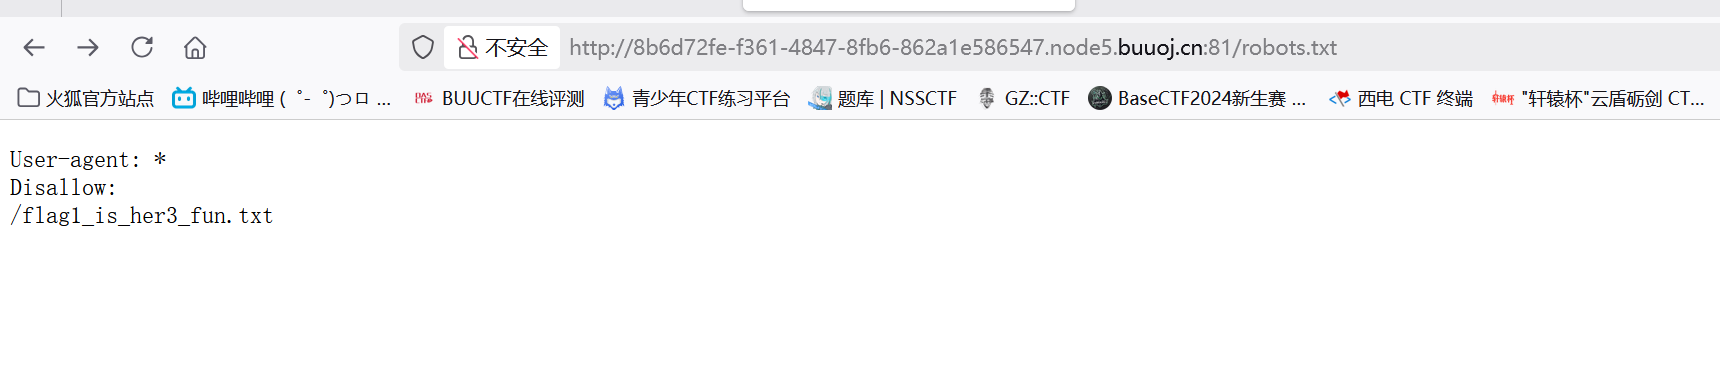 不安全 http://8b6d72fe-f361-4847-8fb6-862a1e586547.node5.buuoj.cn:81/robots.txt
火狐官方站点 哔哩哔哩 ( ゜- ゜)つロ ... BUUCTF在线评测 青少年CTF练习平台 题库 | NSSCTF GZ::CTF BaseCTF2024新生赛 ... 西电 CTF 终端 "轩辕杯"云盾砺剑 CT...
User-agent: *
Disallow:
/flag1_is_her3_fun.txt